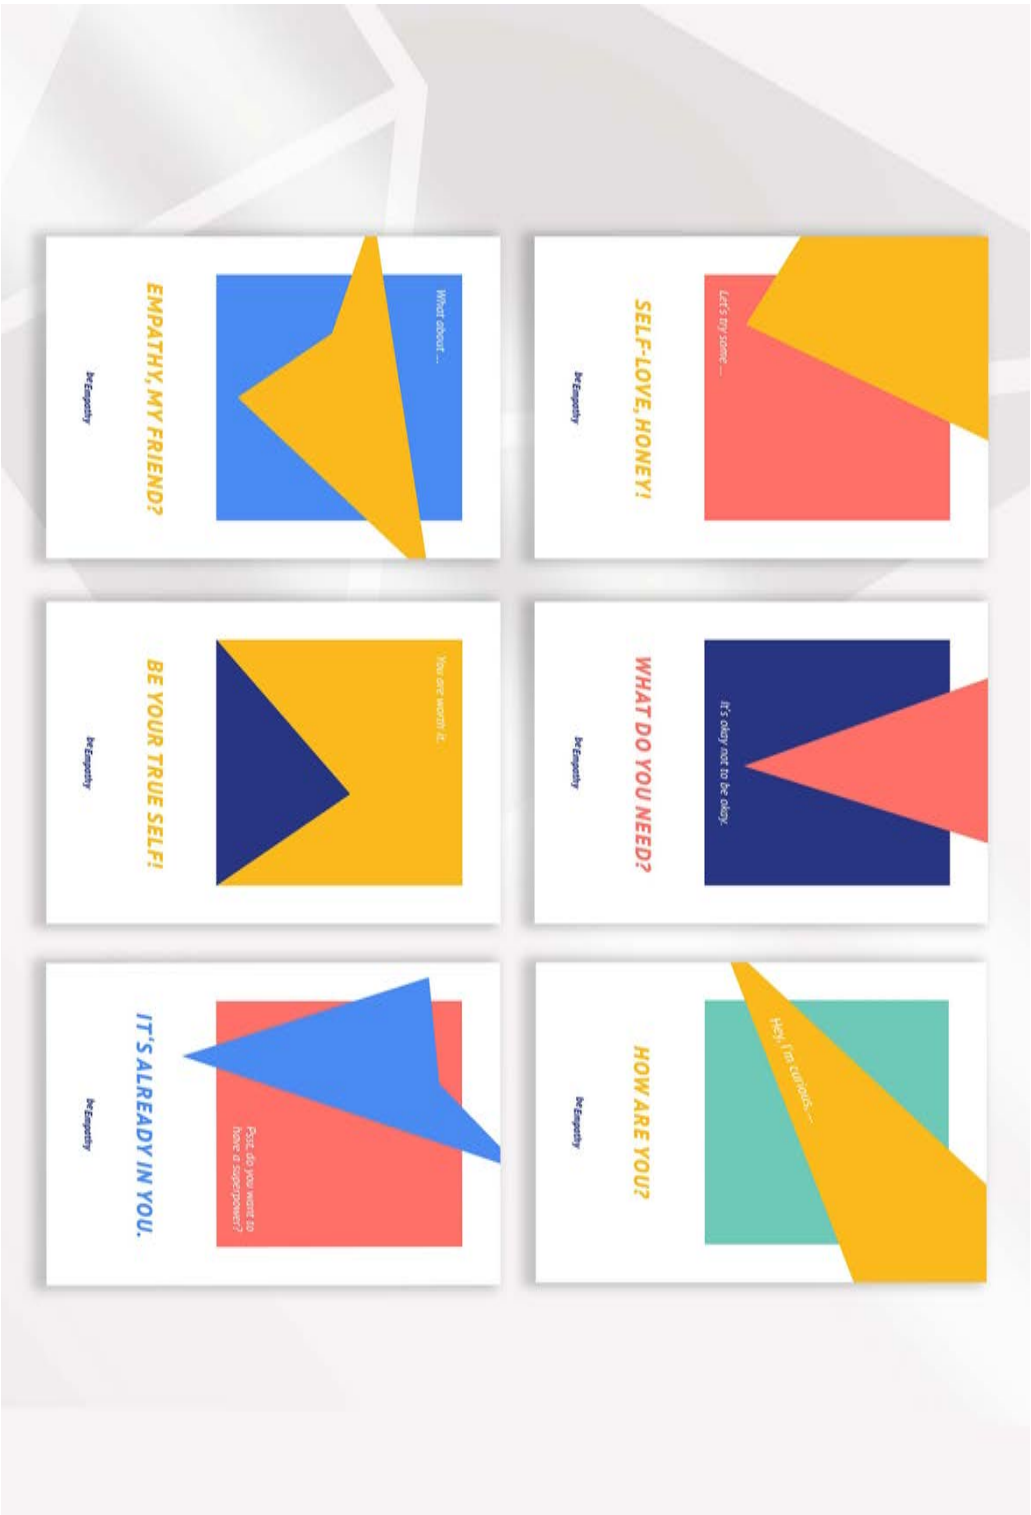 Let's try some ...
SELF-LOVE, HONEY!
beEmpathy
It's okay not to be okay.
WHAT DO YOU NEED?
beEmpathy
Hey, I'm curious, ...
HOW ARE YOU?
beEmpathy
What about ...
EMPATHY, MY FRIEND?
beEmpathy
You are worth it.
BE YOUR TRUE SELF!
beEmpathy
Pssz, do you want to
have a superpower?
IT'S ALREADY IN YOU.
beEmpathy